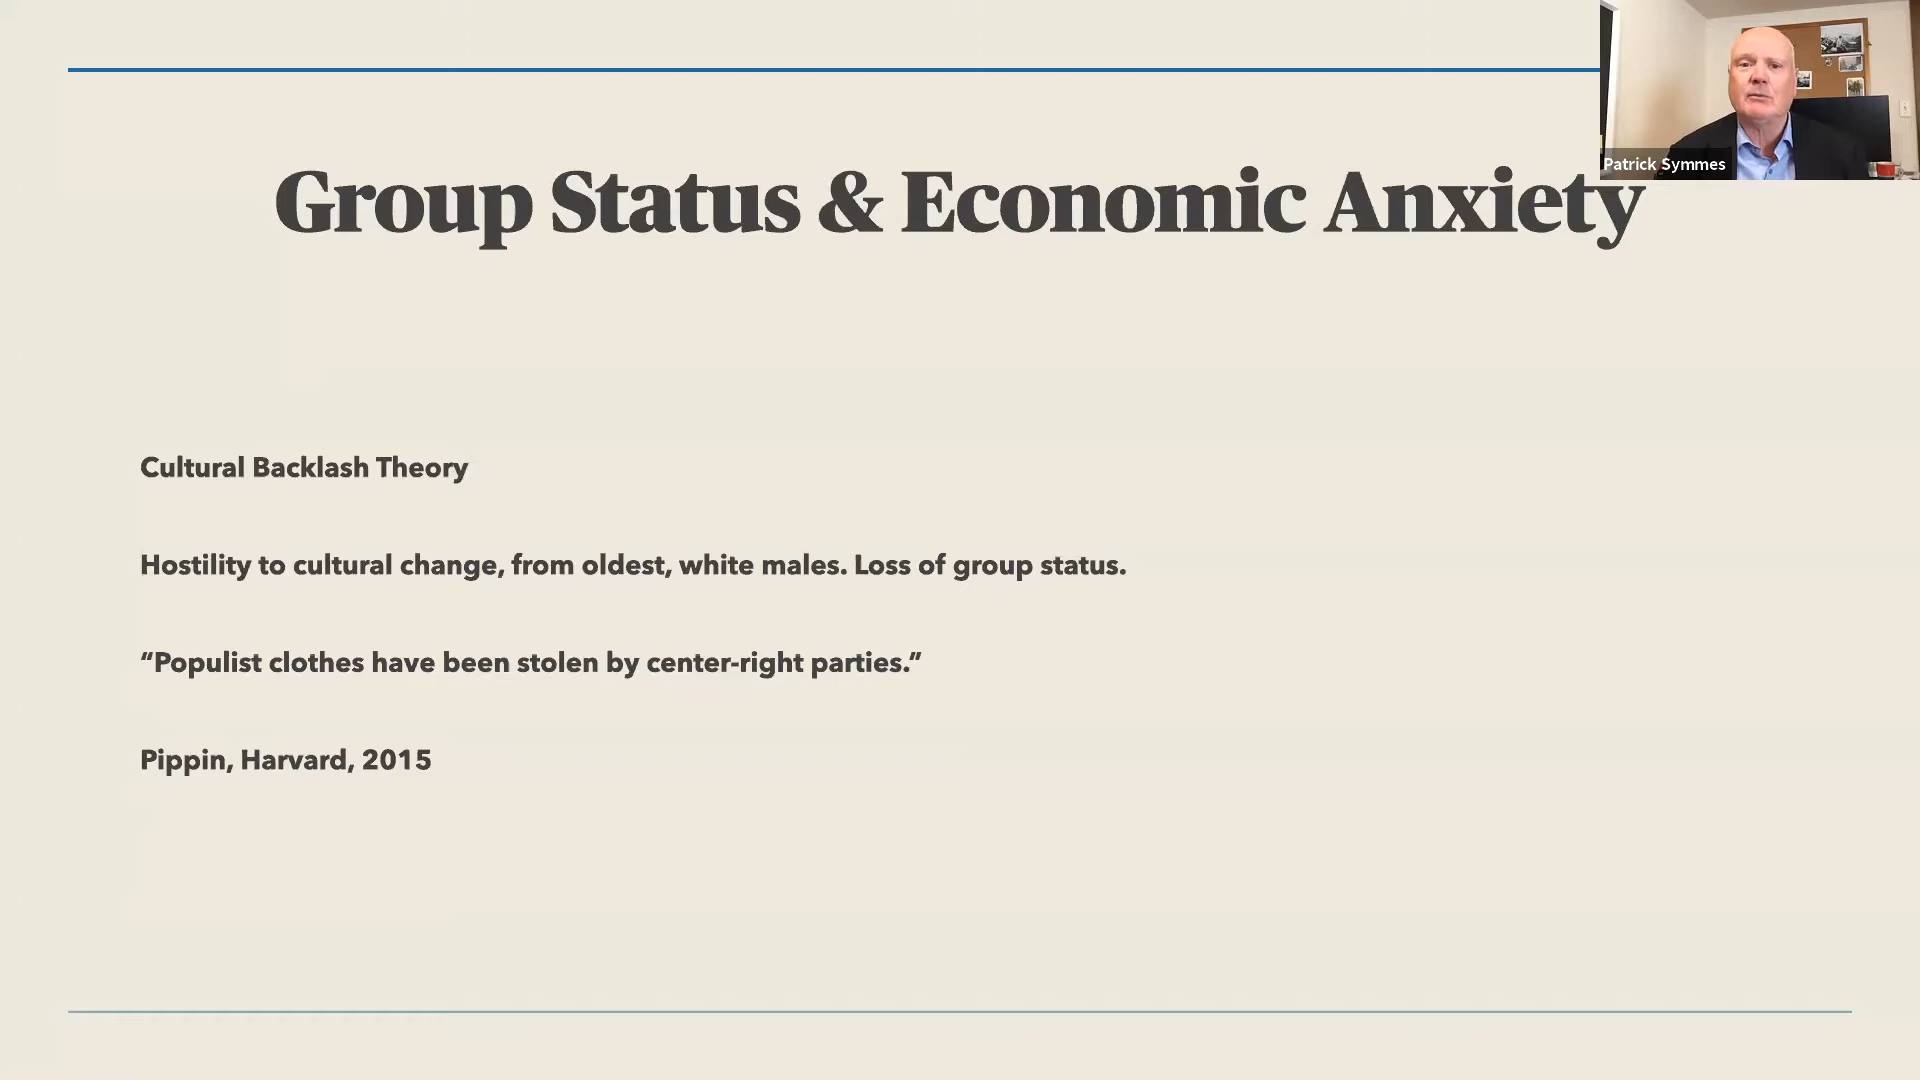 Patrick Symmes
Group Status & Economic Anxiety
Cultural Backlash Theory
Hostility to cultural change, from oldest, white males. Loss of group status.
“Populist clothes have been stolen by center-right parties.”
Pippin, Harvard, 2015